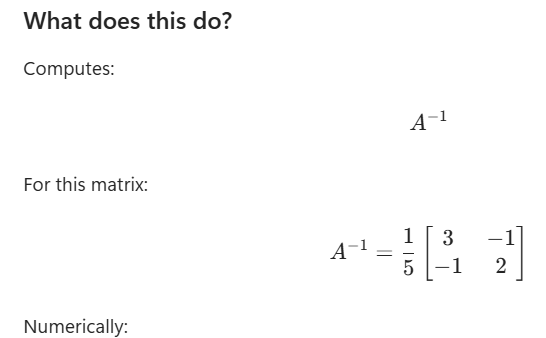 What does this do?
Computes:
A⁻¹
For this matrix:
A⁻¹ = 1/5 [3 −1; −1 2]
Numerically: